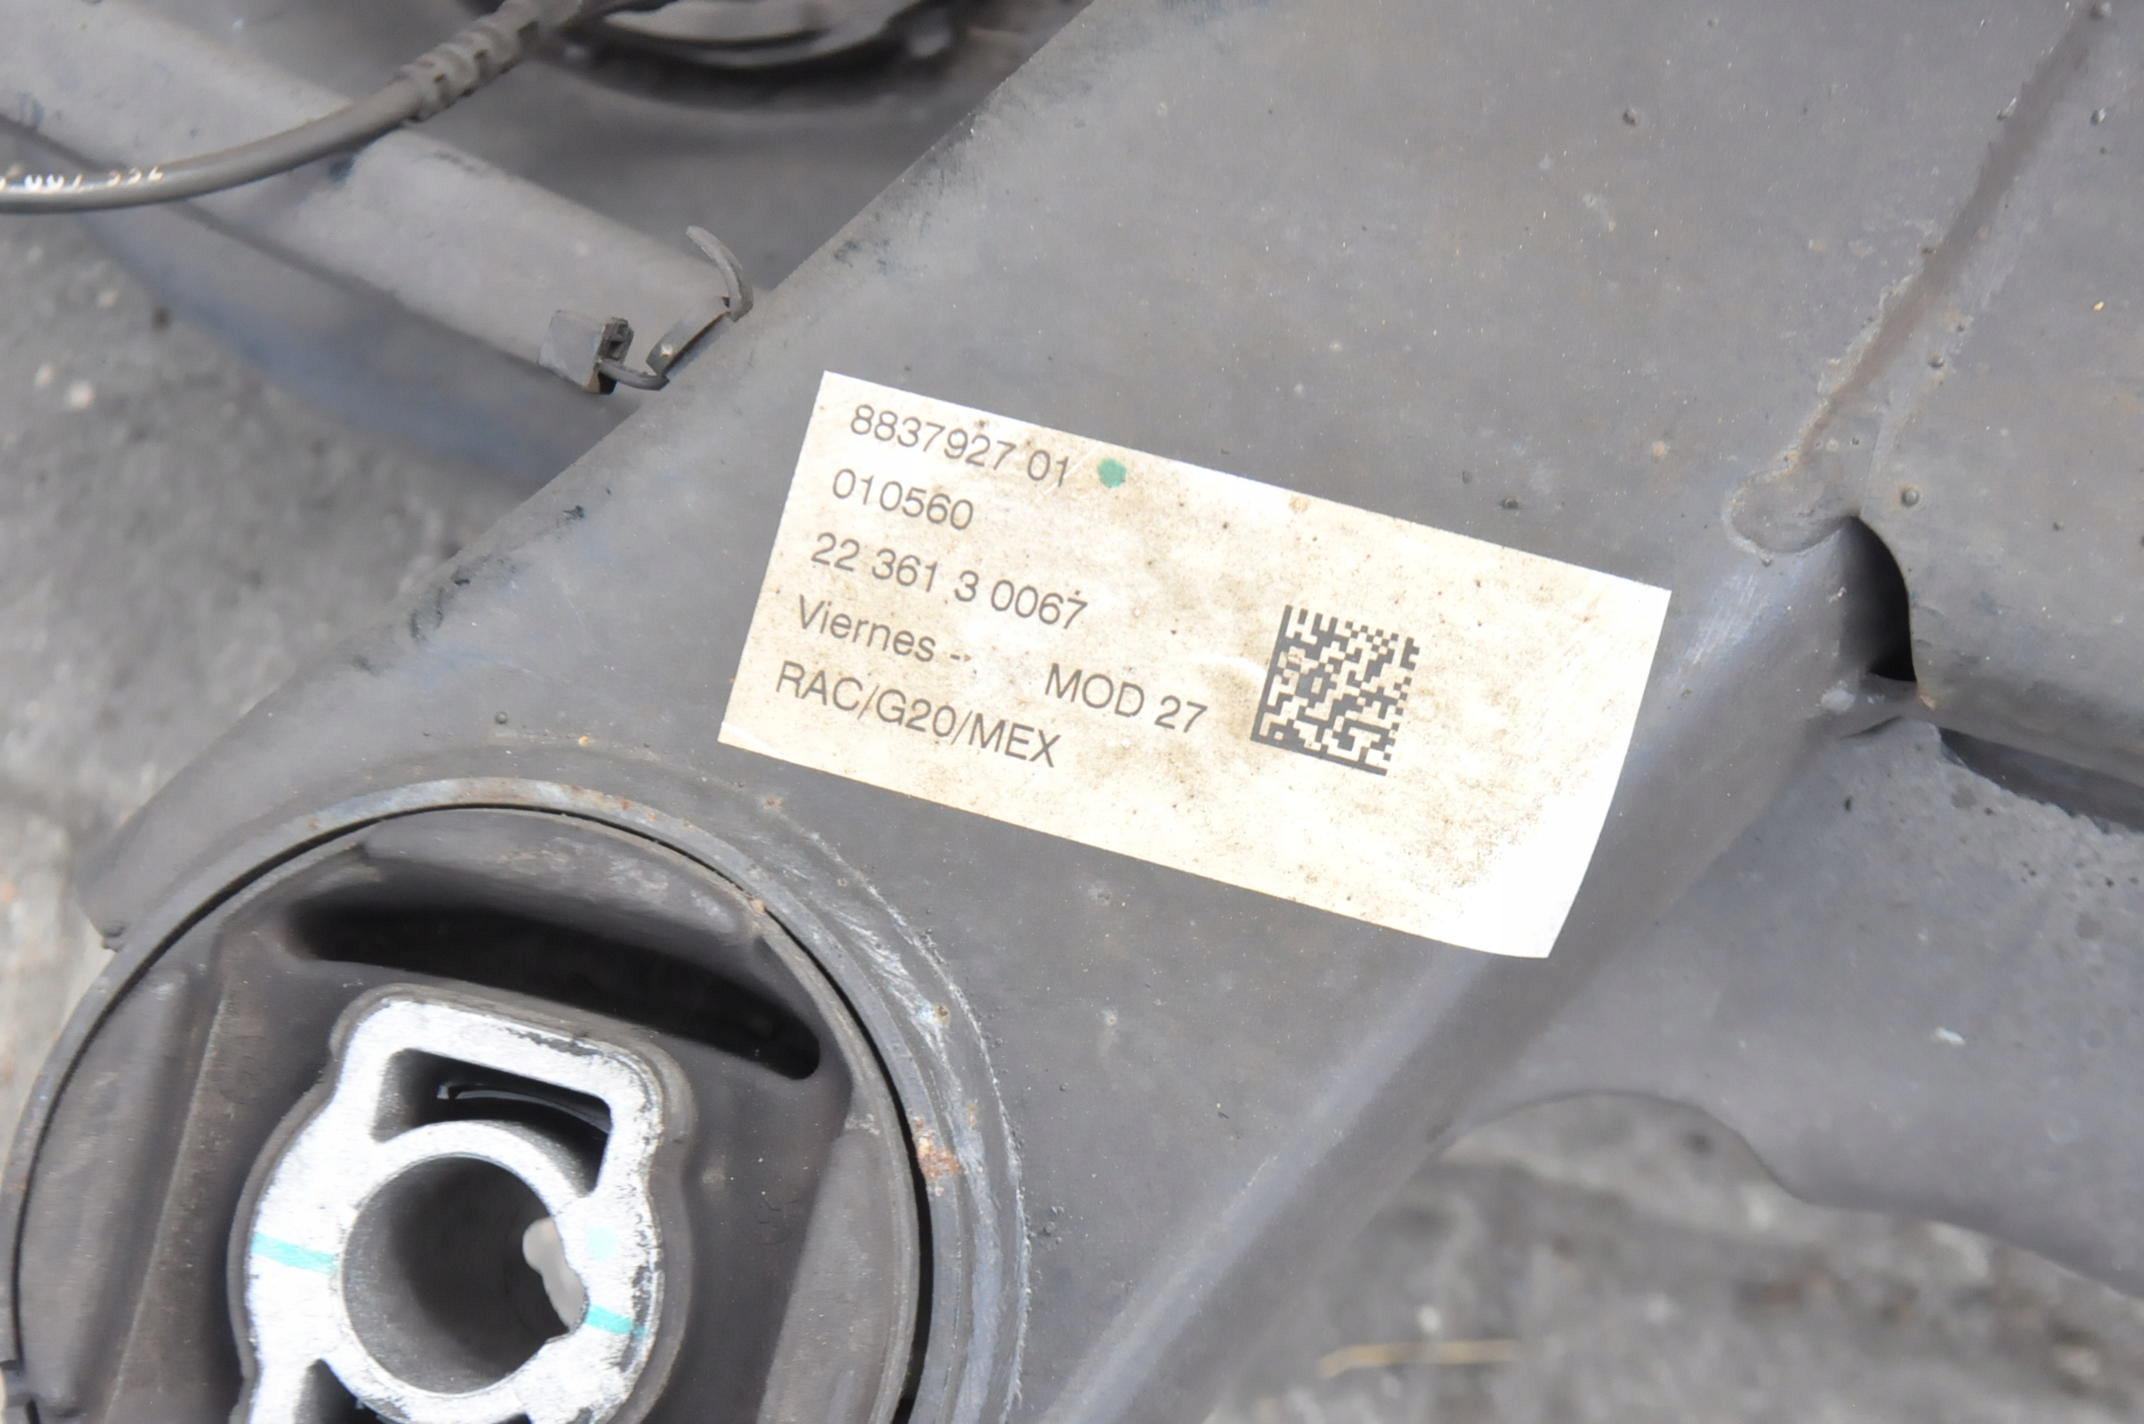 8837927 01
010560
22 361 3 0067
Viernes --
MOD 27
RAC/G20/MEX